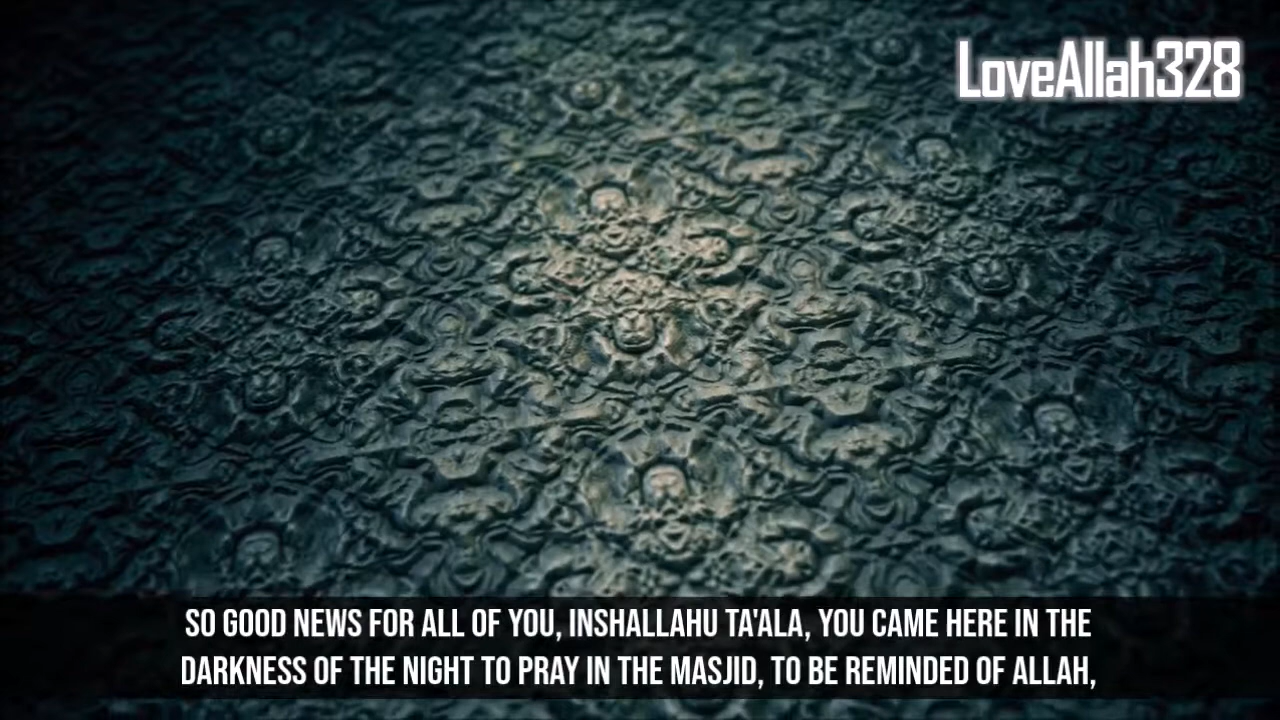 LoveAllah328
SO GOOD NEWS FOR ALL OF YOU, INSHALLAHU TA'ALA, YOU CAME HERE IN THE
DARKNESS OF THE NIGHT TO PRAY IN THE MASJID, TO BE REMINDED OF ALLAH,